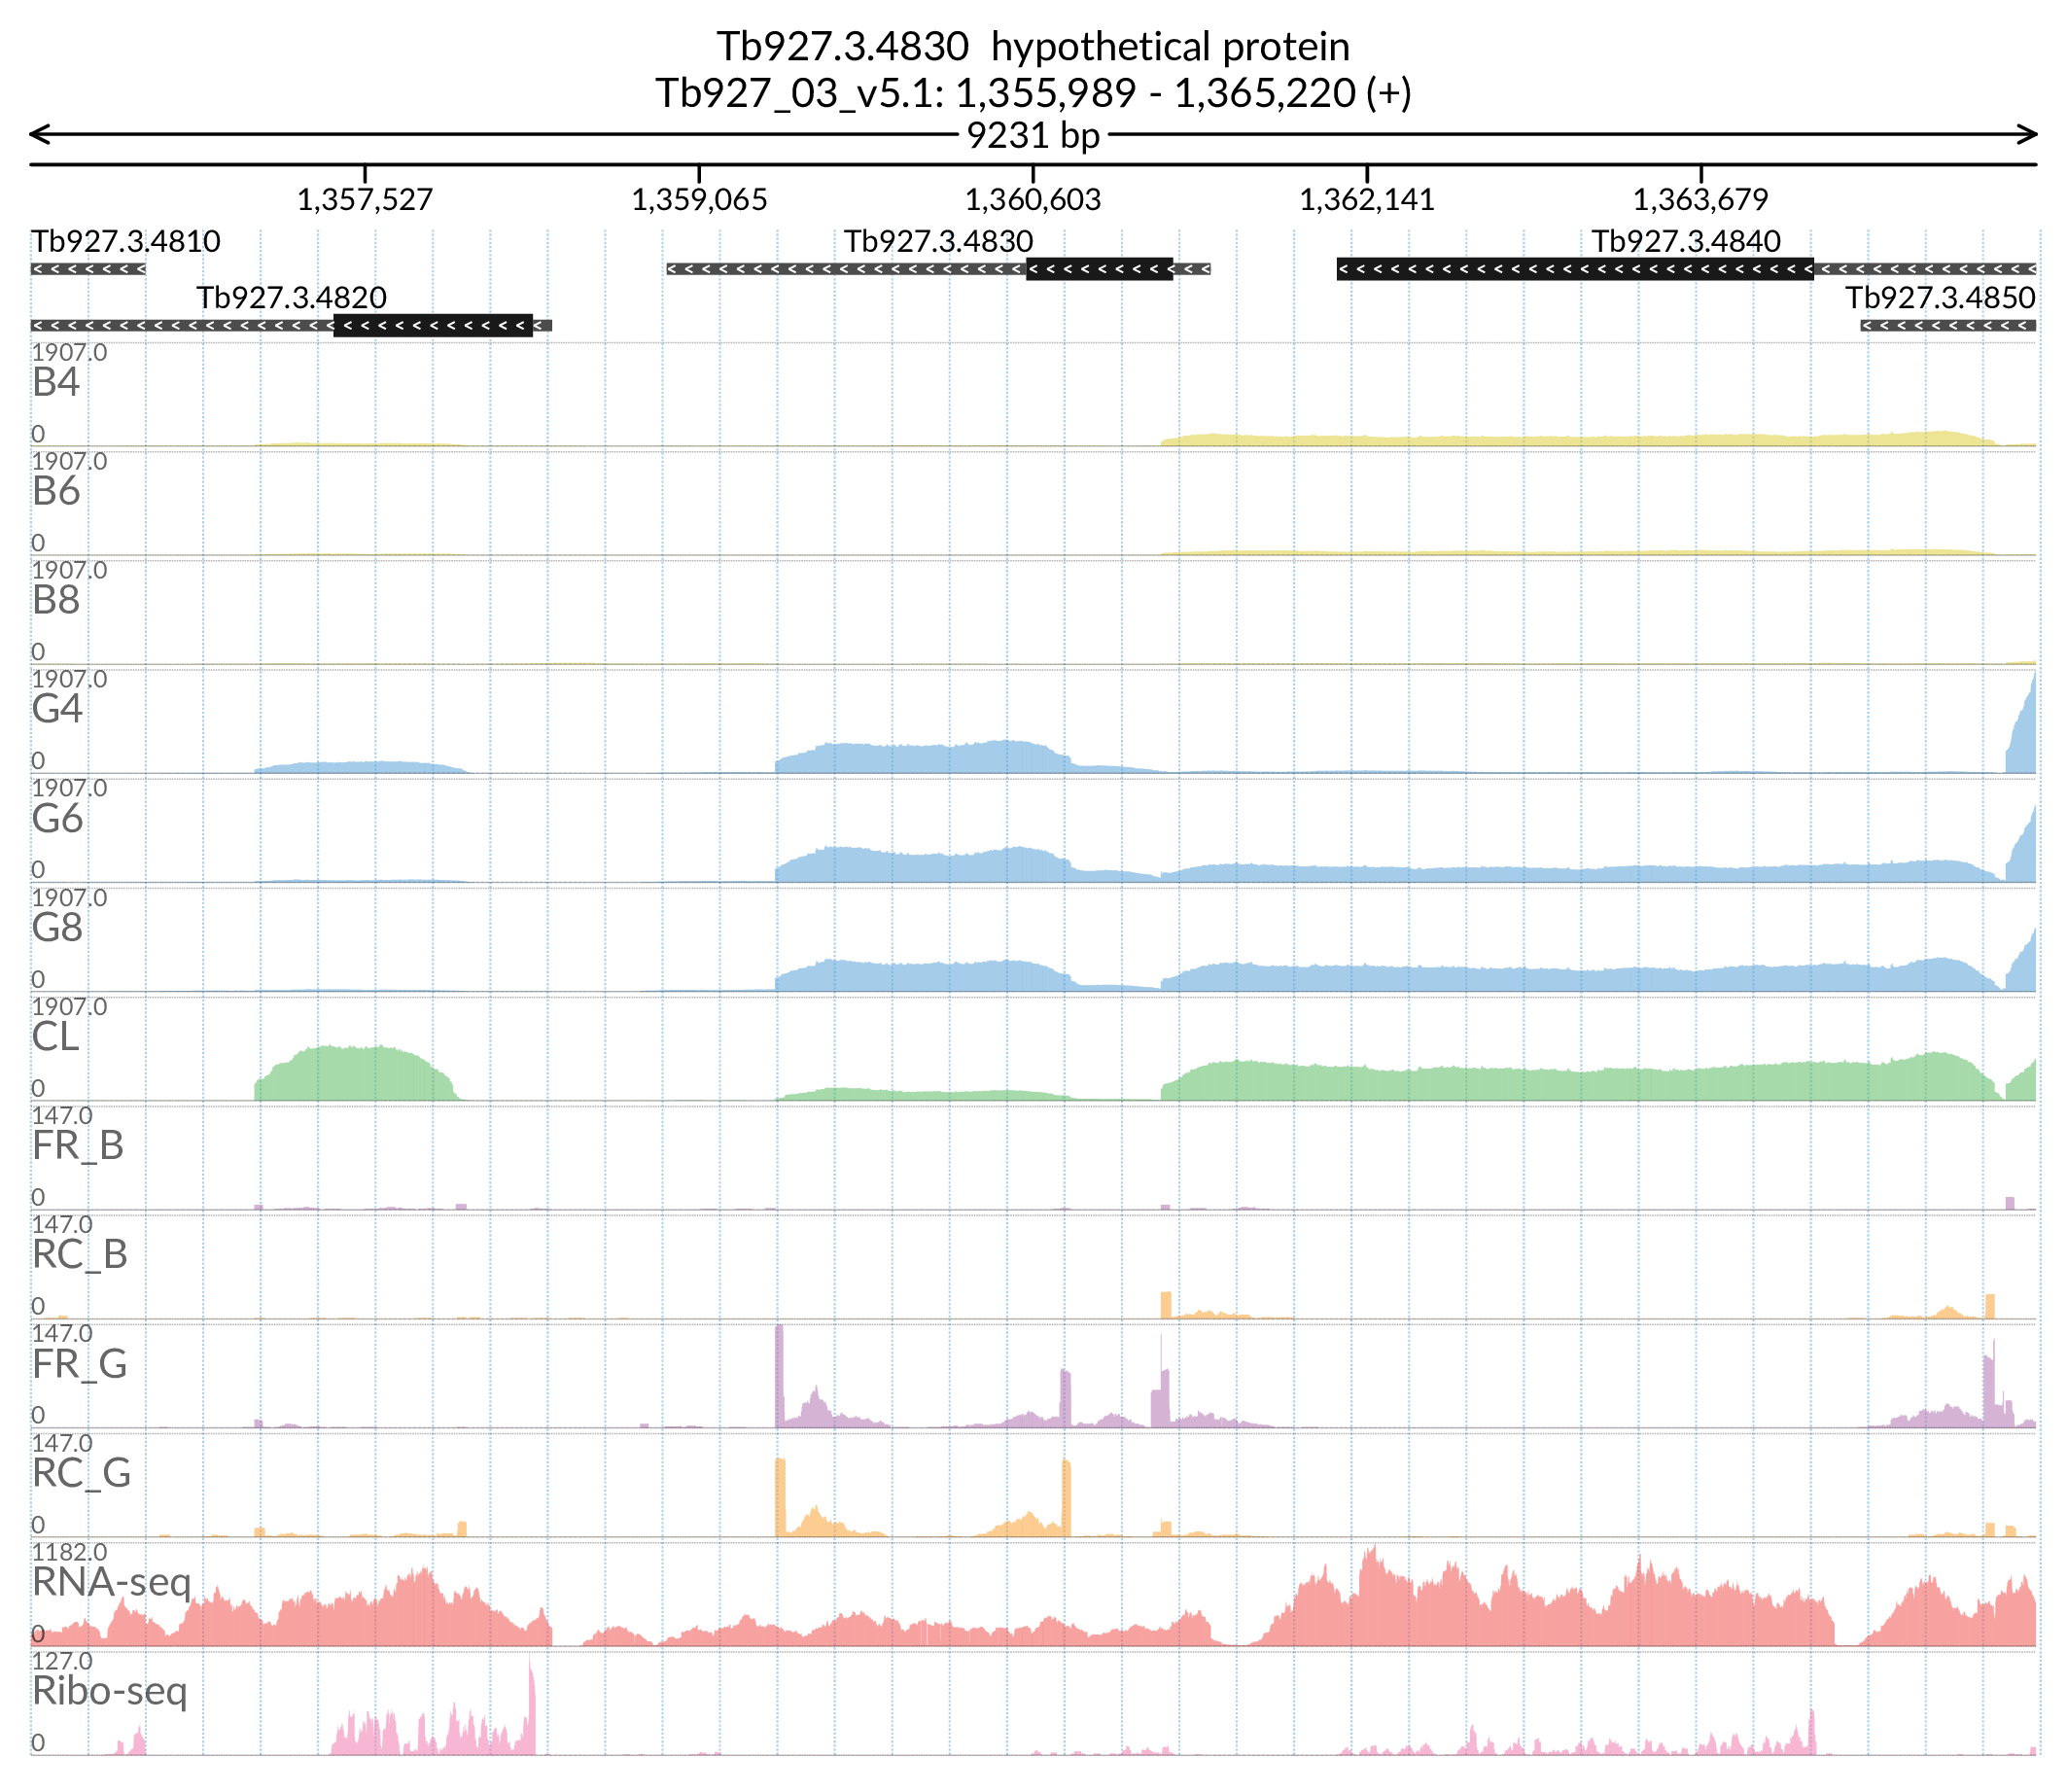 Tb927.3.4830 hypothetical protein
Tb927_03_v5.1: 1,355,989 - 1,365,220 (+)
9231 bp
1,357,527 1,359,065 1,360,603 1,362,141 1,363,679
Tb927.3.4810 Tb927.3.4830 Tb927.3.4840
Tb927.3.4820 Tb927.3.4850
1907.0
B4
0
1907.0
B6
0
1907.0
B8
0
1907.0
G4
0
1907.0
G6
0
1907.0
G8
0
1907.0
CL
0
147.0
FR_B
0
147.0
RC_B
0
147.0
FR_G
0
147.0
RC_G
0
1182.0
RNA-seq
0
127.0
Ribo-seq
0